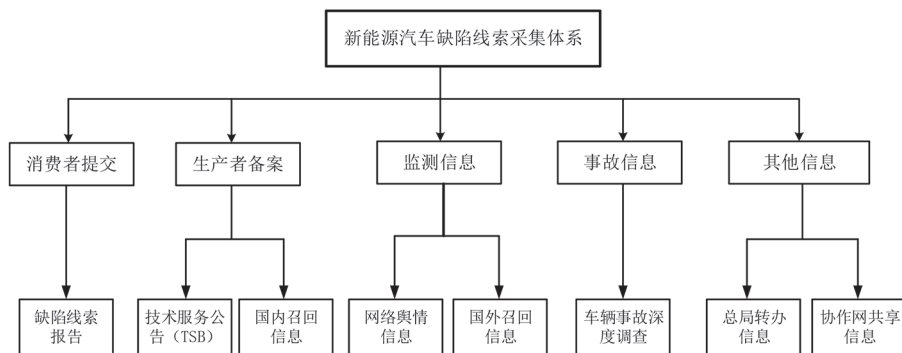 新能源汽车缺陷线索采集体系
消费者提交
生产者备案
监测信息
事故信息
其他信息
缺陷线索
报告
技术服务公
告（TSB）
国内召回
信息
网络舆情
信息
国外召回
信息
车辆事故深
度调查
总局转办
信息
协作网共享
信息